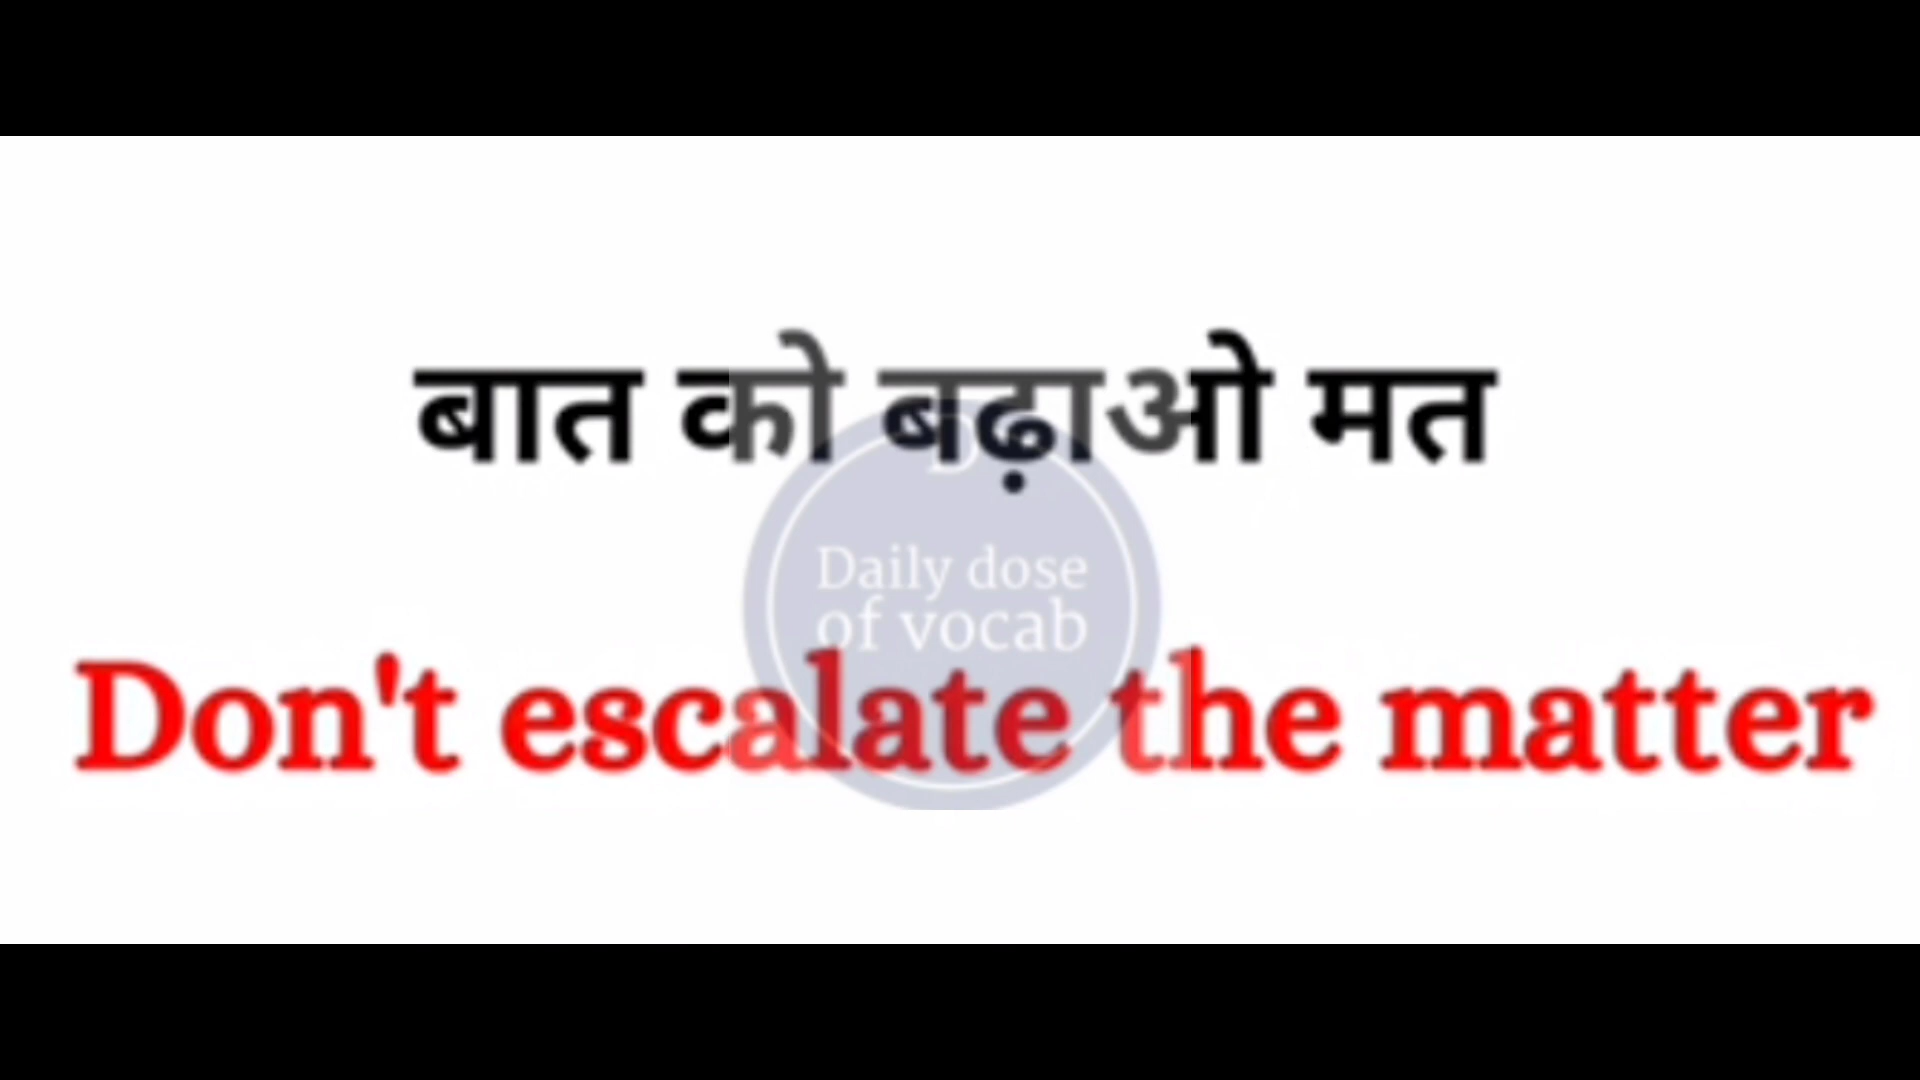 बात को बढ़ाओ मत
D
Daily dose
of vocab
Don't escalate the matter